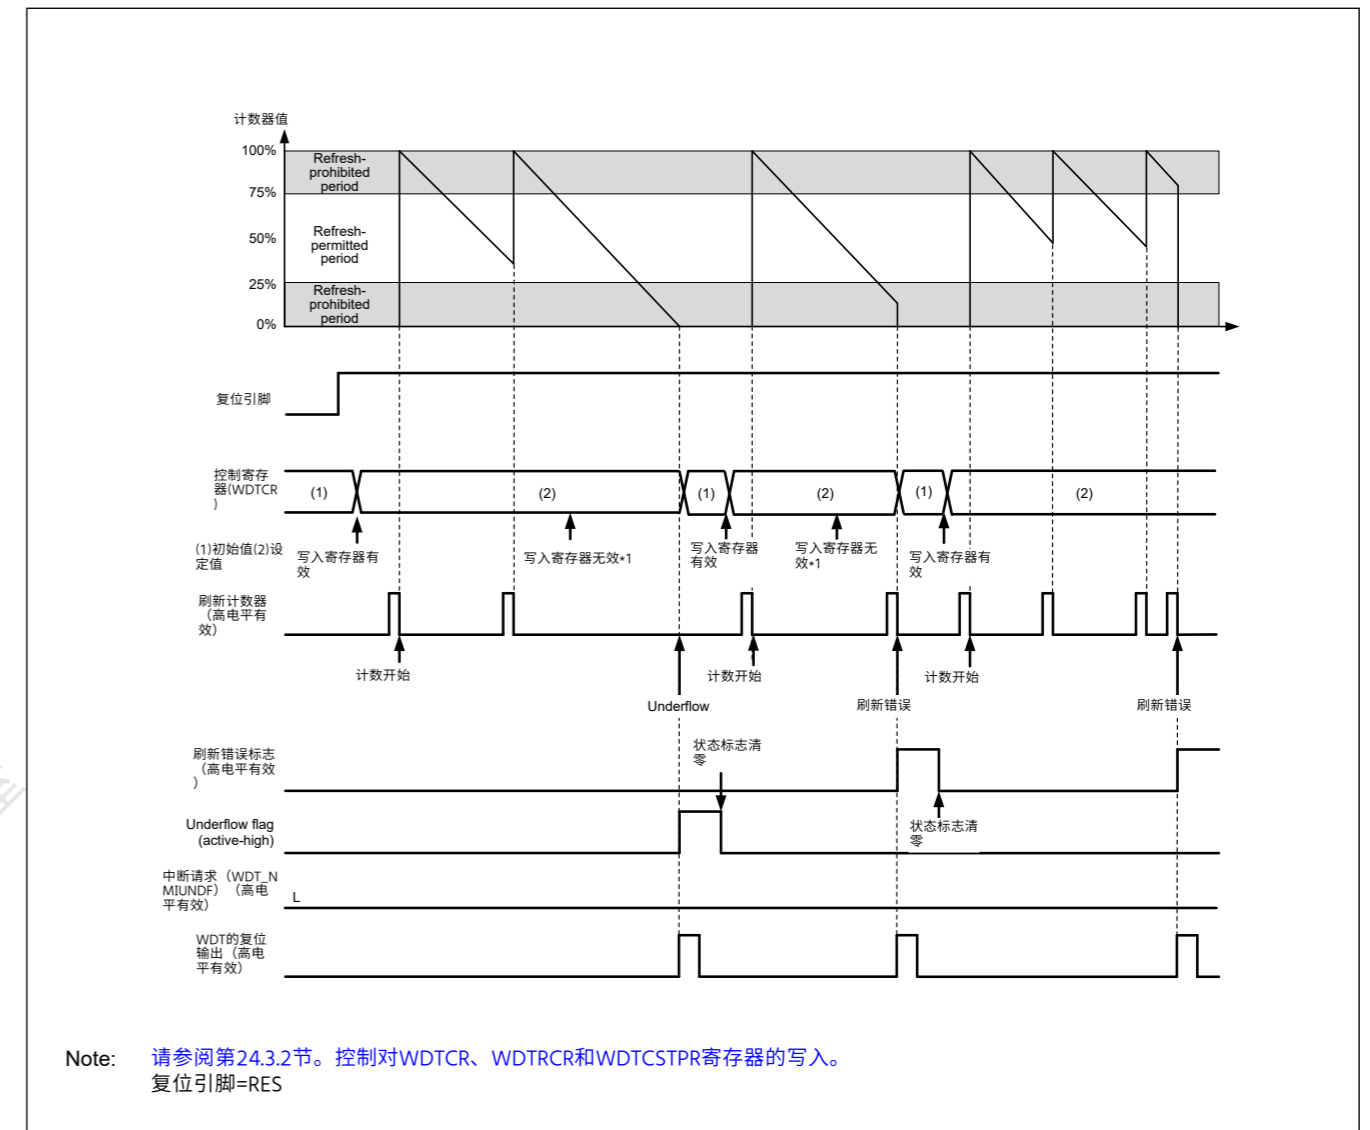 计数器值
100%
Refresh-
prohibited
period
75%
50%
Refresh-
permitted
period
25%
Refresh-
prohibited
period
0%
复位引脚
控制寄存
器(WDTCR
)
(1)
(2)
(1)
(2)
(1)
(2)
(1)初始值(2)设
定值
写入寄存器有
效
写入寄存器无效*1
写入寄存器
有效
写入寄存器无
效*1
写入寄存器有
效
刷新计数器
（高电平有
效）
计数开始
计数开始
计数开始
Underflow
刷新错误
刷新错误
刷新错误标志
（高电平有效
）
状态标志清
零
Underflow flag
(active-high)
状态标志清
零
中断请求（WDT_N
MIUNDF）（高电
平有效）
L
WDT的复位
输出（高电
平有效）
Note: 请参阅第24.3.2节。控制对WDTCR、WDTRCR和WDTCSTPR寄存器的写入。
复位引脚=RES